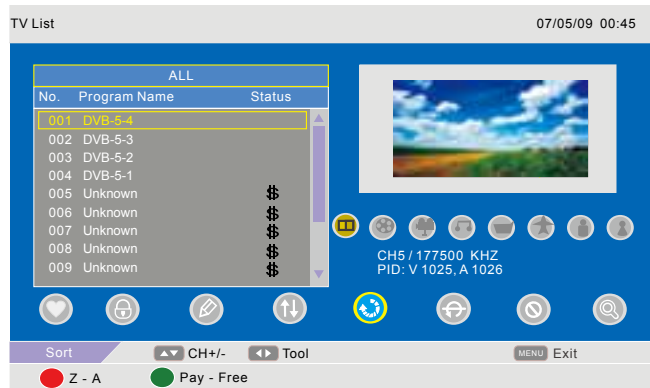 TV List 07/05/09 00:45
ALL
No. Program Name Status
001 DVB-5-4
002 DVB-5-3
003 DVB-5-2
004 DVB-5-1
005 Unknown $
006 Unknown $
007 Unknown $
008 Unknown $
009 Unknown $
CH5 / 177500 KHZ
PID: V 1025, A 1026
Sort CH+/- Tool MENU Exit
Z - A Pay - Free